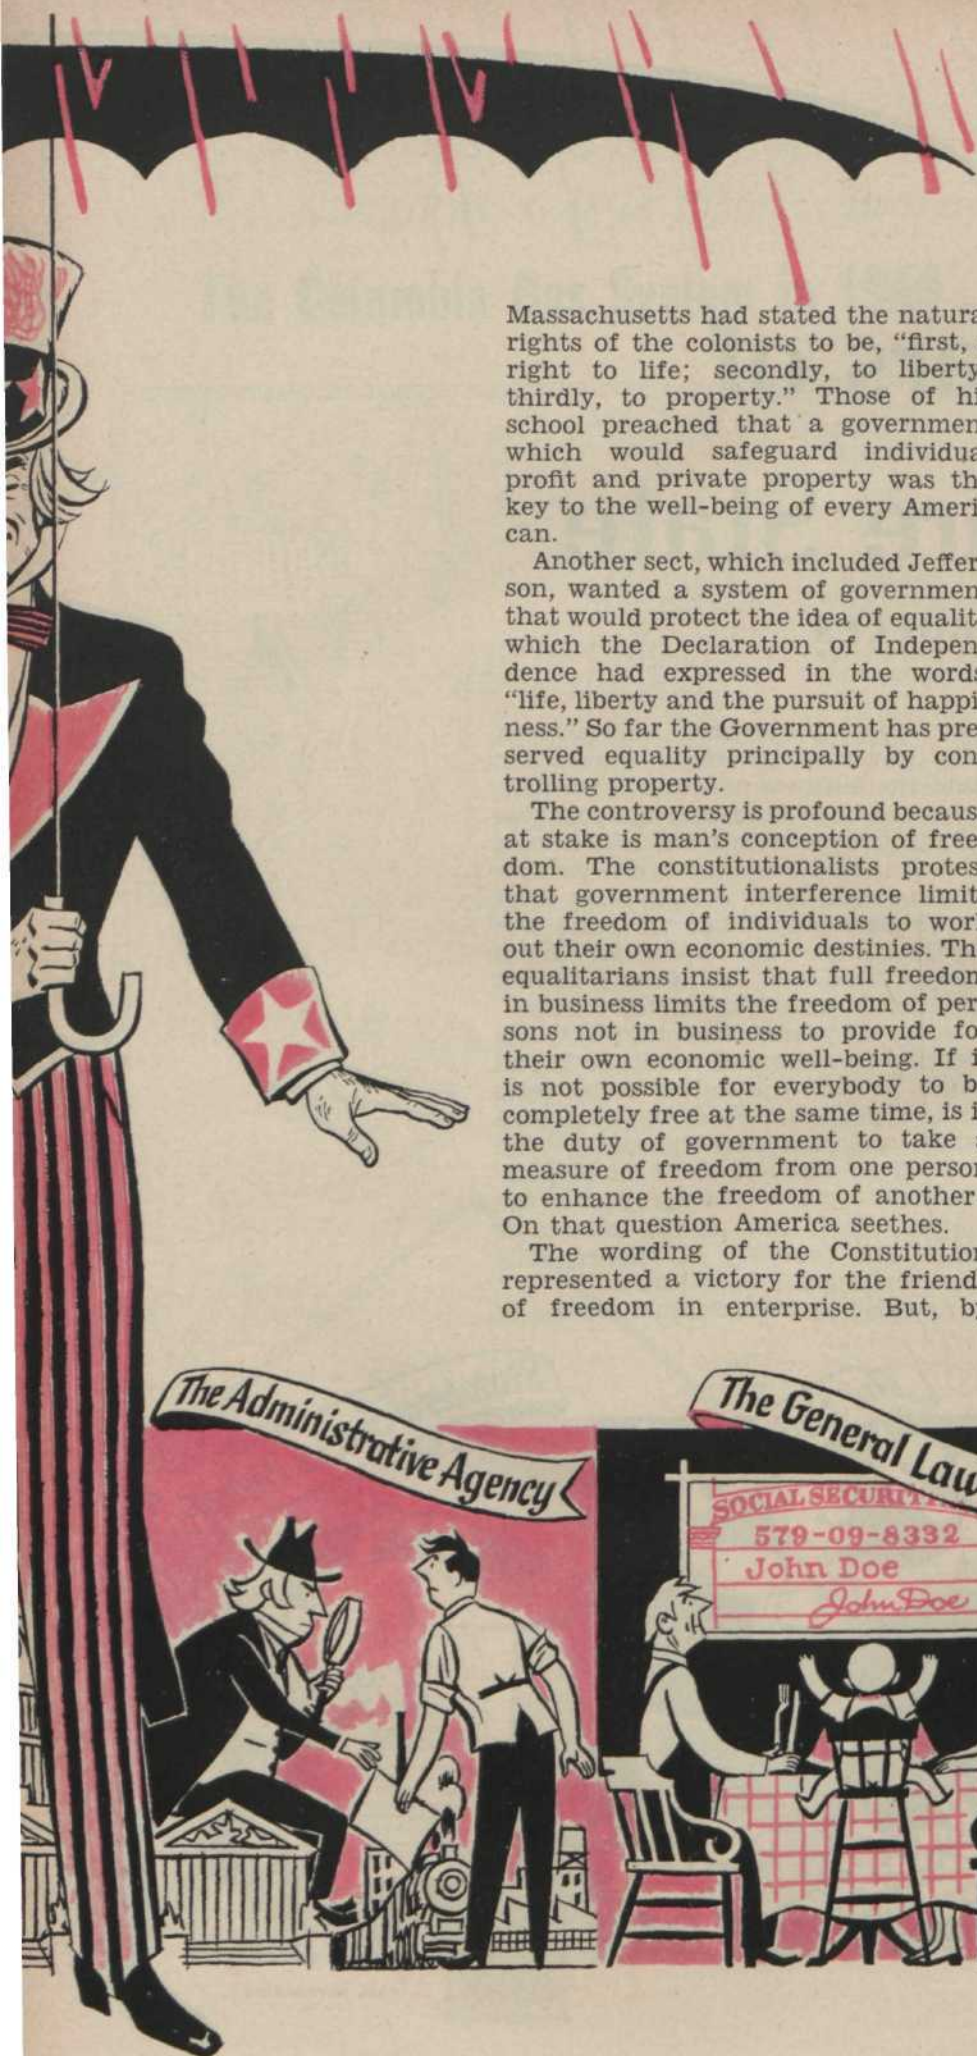 Massachusetts had stated the natura
rights of the colonists to be, “first,
right to life; secondly, to liberty
thirdly, to property.” Those of hi
school preached that a governmen
which would safeguard individua
profit and private property was th
key to the well-being of every Ameri
can.
Another sect, which included Jeffer
son, wanted a system of governmen
that would protect the idea of equalit
which the Declaration of Indepen
dence had expressed in the words
“life, liberty and the pursuit of happi
ness.” So far the Government has pre
served equality principally by con
trolling property.
The controversy is profound becaus
at stake is man’s conception of free
dom. The constitutionalists protes
that government interference limit
the freedom of individuals to wor
out their own economic destinies. Th
equalitarians insist that full freedom
in business limits the freedom of per
sons not in business to provide fo
their own economic well-being. If i
is not possible for everybody to b
completely free at the same time, is i
the duty of government to take
measure of freedom from one person
to enhance the freedom of another
On that question America seethes.
The wording of the Constitution
represented a victory for the friend
of freedom in enterprise. But, by
The Administrative Agency
The General Law
SOCIAL SECURITY
579-09-8332
John Doe
John Doe